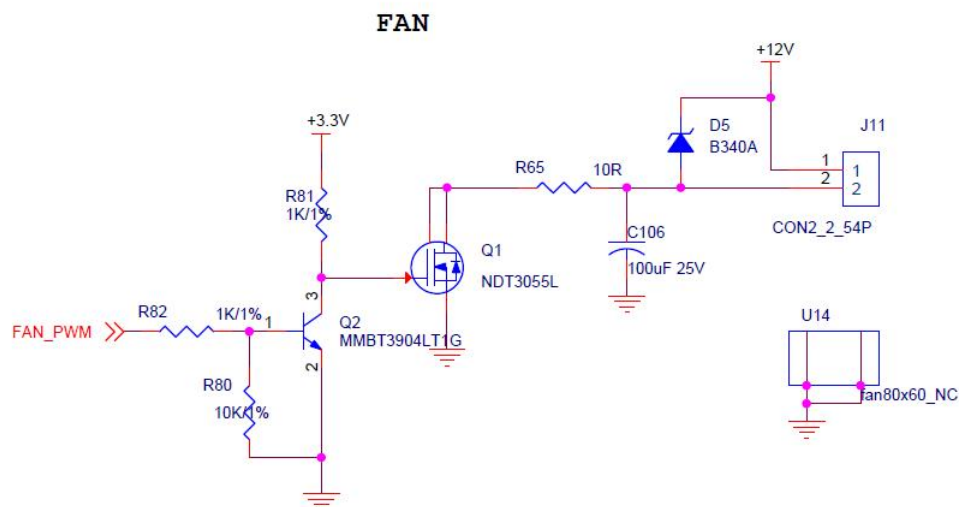 FAN
+12V
+3.3V
D5
B340A
J11
R65 10R
1 1
2 2
R81
1K/1%
C106
100uF 25V
CON2_2_54P
Q1
NDT3055L
3
R82 1K/1%
FAN_PWM
1
Q2
MMBT3904LT1G
2
U14
R80
10K/1%
fan80x60_NC